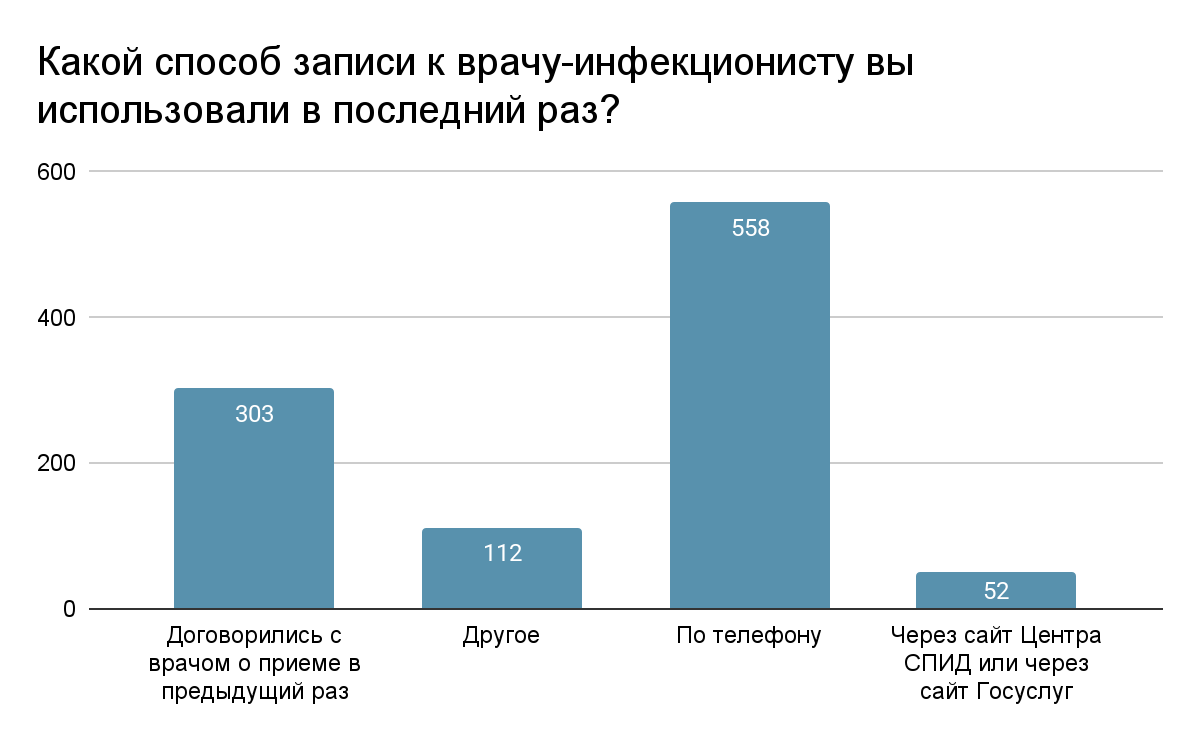 Какой способ записи к врачу-инфекционисту вы
использовали в последний раз?
600
400
200
0
303
112
558
52
Договорились с
врачом о приеме в
предыдущий раз
Другое
По телефону
Через сайт Центра
СПИД или через
сайт Госуслуг